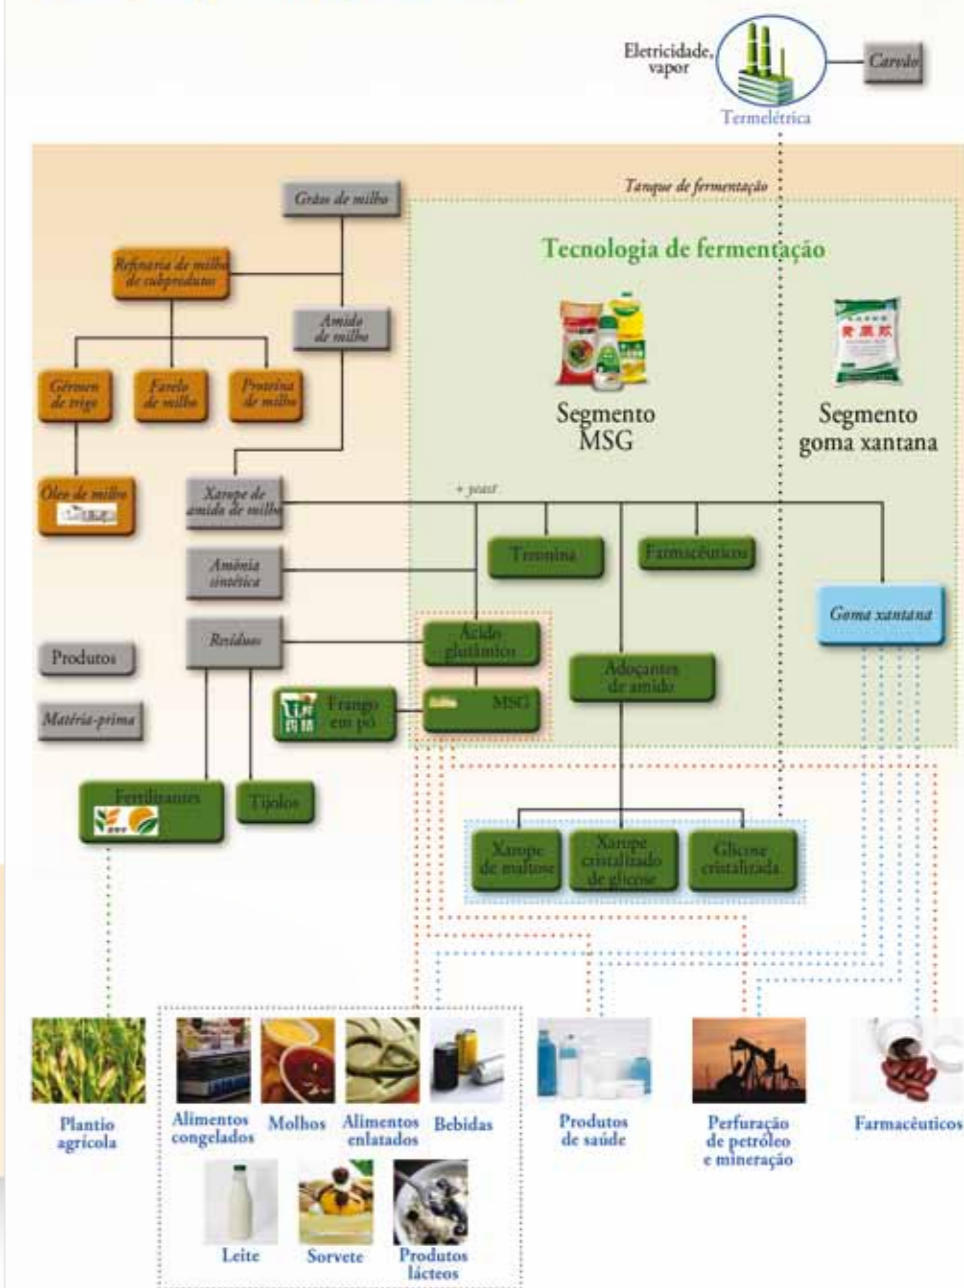 Eletricidade,
vapor
Carvão
Termelétrica
Tanque de fermentação
Grãos de milho
Tecnologia de fermentação
Refinaria de milho
de subprodutos
Amido
de milho
Gérmen
de trigo
Farelo
de milho
Proteína
de milho
Segmento
MSG
Segmento
goma xantana
Óleo de milho
Xarope de
amido de milho
+ yeast
Treonina
Farmacêuticos
Amônia
sintética
Goma xantana
Resíduos
Ácido
glutâmico
Produtos
Adoçantes
de amido
Matéria-prima
Frango
em pó
MSG
Fertilizantes
Tijolos
Xarope
de maltose
Xarope
cristalizado
de glicose
Glicose
cristalizada
Plantio
agrícola
Alimentos
congelados
Molhos
Alimentos
enlatados
Bebidas
Produtos
de saúde
Perfuração
de petróleo
e mineração
Farmacêuticos
Leite
Sorvete
Produtos
lácteos